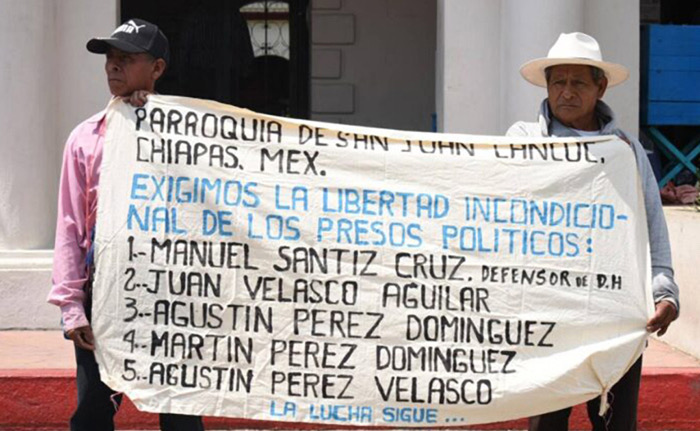 PARROQUIA DE SAN JUAN CANCUC,
CHIAPAS. MEX.
EXIGIMOS LA LIBERTAD INCONDICIO-
NAL DE LOS PRESOS POLITICOS:
1.-MANUEL SANTIZ CRUZ. DEFENSOR DE D.H
2.-JUAN VELASCO AGUILAR
3.-AGUSTIN PEREZ DOMINGUEZ
4.-MARTIN PEREZ DOMINGUEZ
5.-AGUSTIN PEREZ VELASCO
LA LUCHA SIGUE...